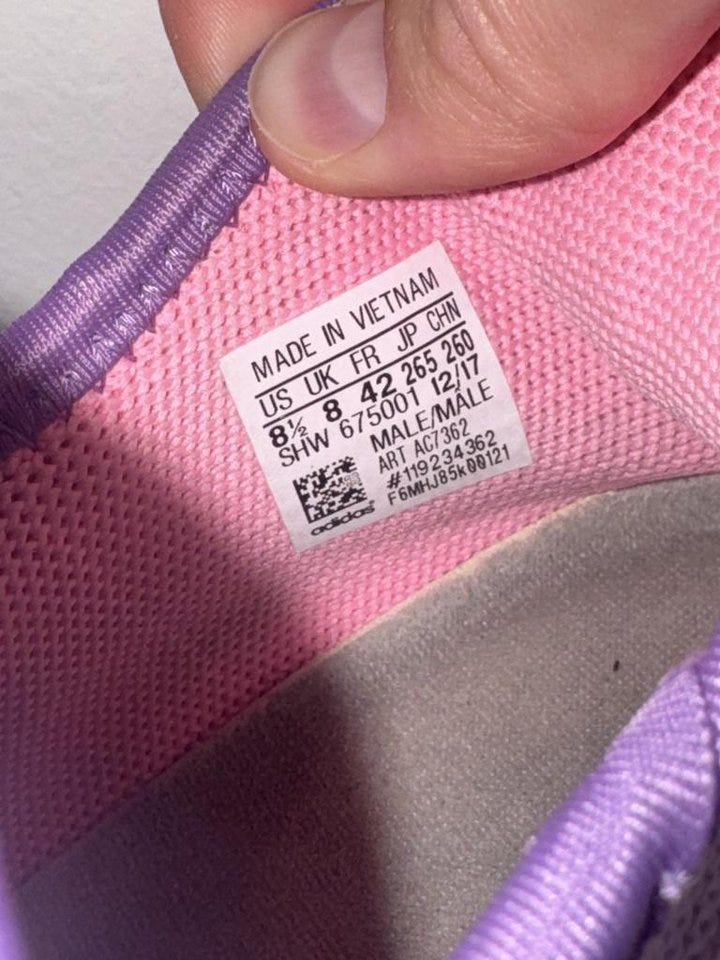 MADE IN VIETNAM
US UK FR JP CHN
8½ 8 42 265 260
SHW 675001 12/17
MALE/MÂLE
ART AC7362
#119234362
F6MHJ85K00121
adidas